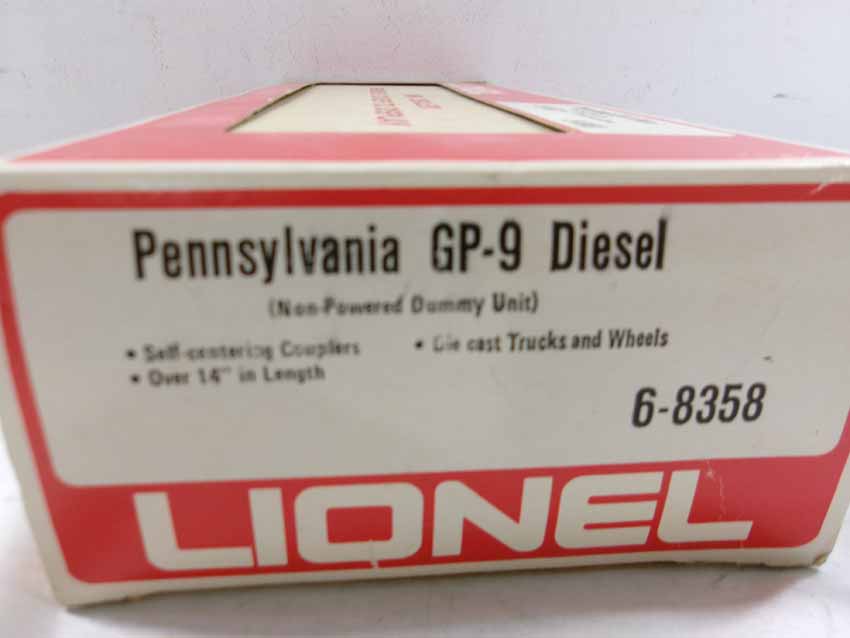 Pennsylvania GP-9 Diesel
(Non-Powered Dummy Unit)
• Self-centering Couplers
• Die cast Trucks and Wheels
• Over 14" in Length
6-8358
LIONEL